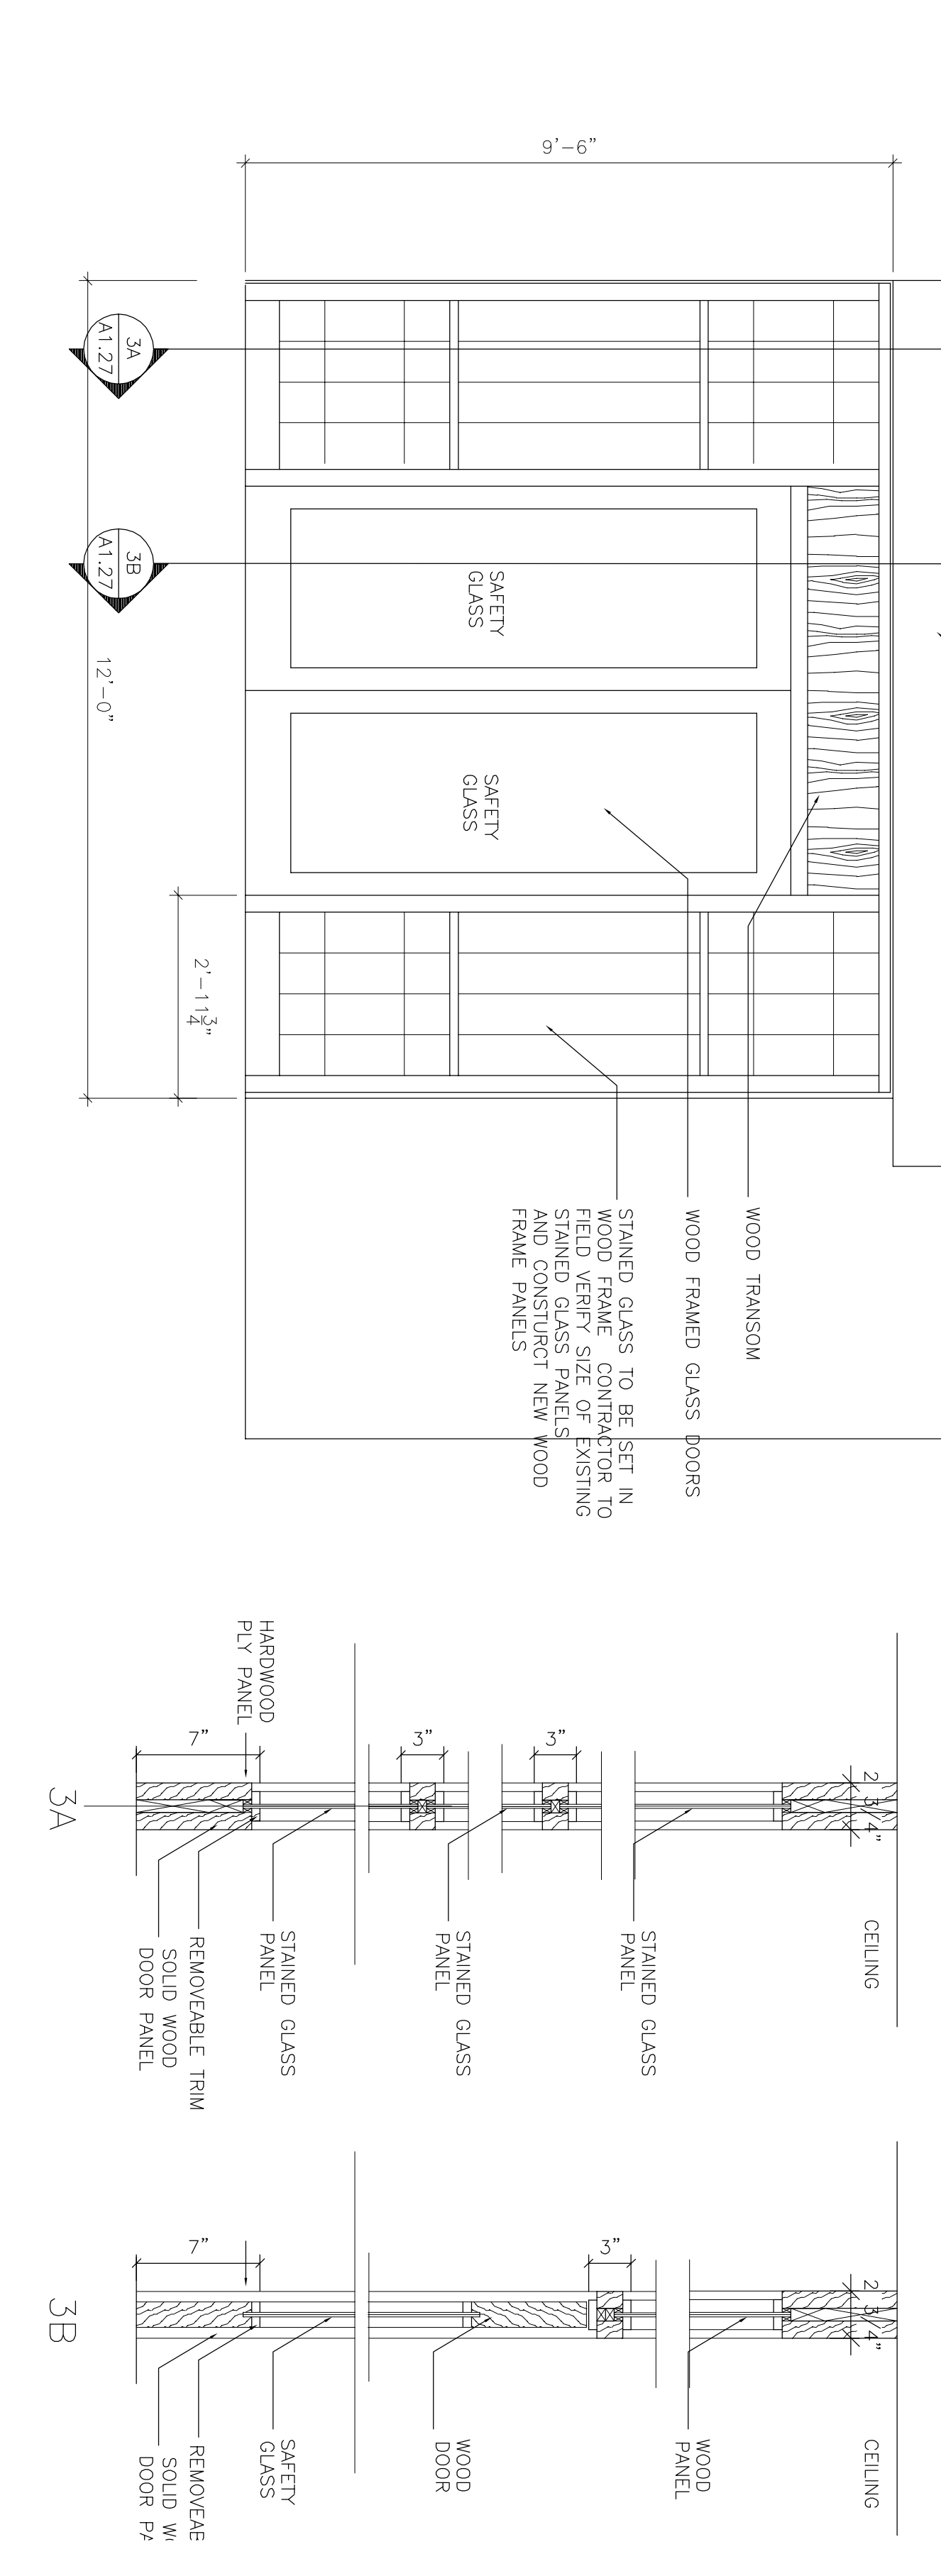 9'-6"
3A
A1.27
3B
A1.27
12'-0"
2'-11 3/4"
SAFETY
GLASS
SAFETY
GLASS
WOOD TRANSOM
WOOD FRAMED GLASS DOORS
STAINED GLASS TO BE SET IN
WOOD FRAME CONTRACTOR TO
FIELD VERIFY SIZE OF EXISTING
STAINED GLASS PANELS
AND CONSTURCT NEW WOOD
FRAME PANELS
2 3/4"
CEILING
3"
3"
7"
HARDWOOD
PLY PANEL
STAINED GLASS
PANEL
STAINED GLASS
PANEL
STAINED GLASS
PANEL
REMOVEABLE TRIM
SOLID WOOD
DOOR PANEL
3A
2 3/4"
CEILING
3"
7"
WOOD
PANEL
WOOD
DOOR
SAFETY
GLASS
REMOVEAB
SOLID W
DOOR PA
3B